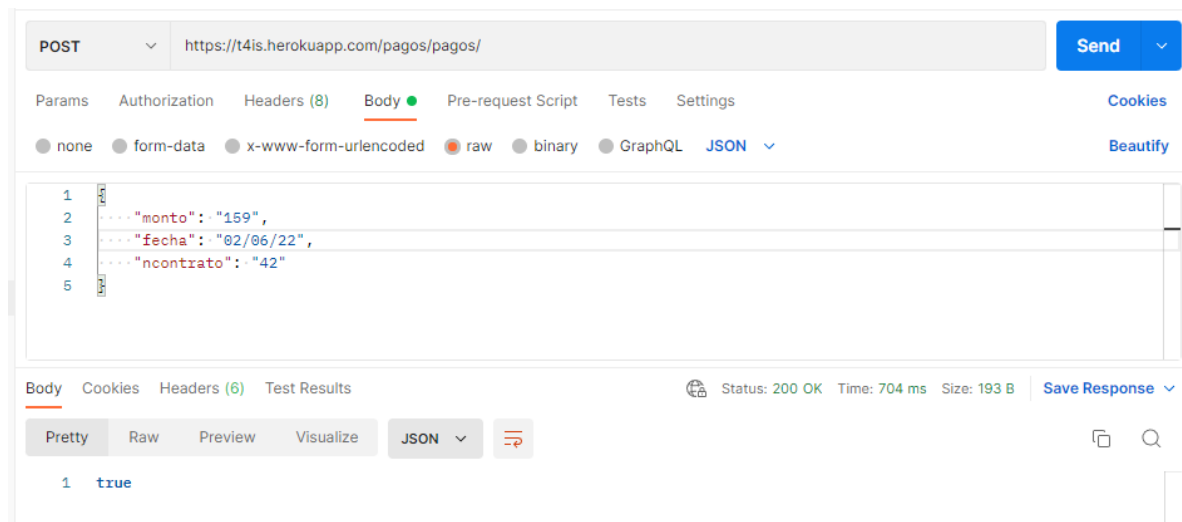 POST https://t4is.herokuapp.com/pagos/pagos/ Send
Params Authorization Headers (8) Body Pre-request Script Tests Settings Cookies
none form-data x-www-form-urlencoded raw binary GraphQL JSON Beautify
1 {
2 "monto": "159",
3 "fecha": "02/06/22",
4 "ncontrato": "42"
5 }
Body Cookies Headers (6) Test Results Status: 200 OK Time: 704 ms Size: 193 B Save Response
Pretty Raw Preview Visualize JSON
1 true